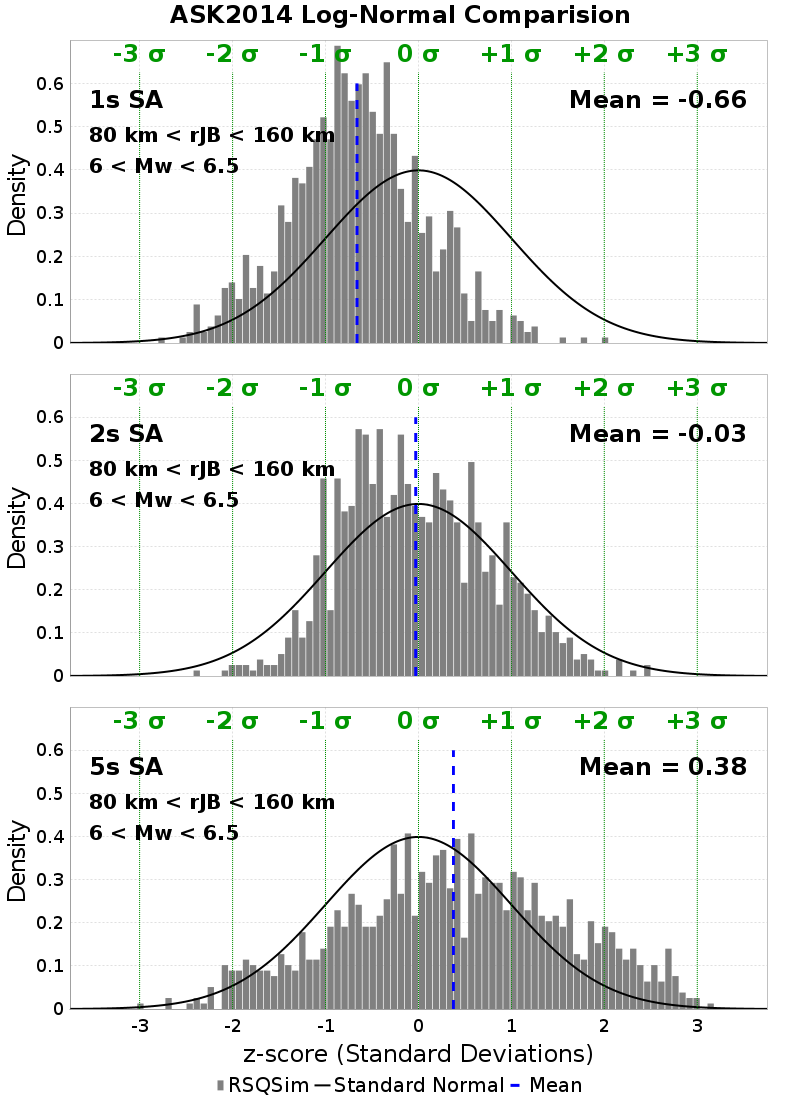 ASK2014 Log-Normal Comparision
-3 σ -2 σ -1 σ 0 σ +1 σ +2 σ +3 σ
0.6
1s SA Mean = -0.66
0.5
80 km < rJB < 160 km
0.4
6 < Mw < 6.5
Density
0.3
0.2
0.1
0
-3 σ -2 σ -1 σ 0 σ +1 σ +2 σ +3 σ
0.6
2s SA Mean = -0.03
0.5
80 km < rJB < 160 km
0.4
6 < Mw < 6.5
Density
0.3
0.2
0.1
0
-3 σ -2 σ -1 σ 0 σ +1 σ +2 σ +3 σ
0.6
5s SA Mean = 0.38
0.5
80 km < rJB < 160 km
0.4
6 < Mw < 6.5
Density
0.3
0.2
0.1
0
-3 -2 -1 0 1 2 3
z-score (Standard Deviations)
RSQSim Standard Normal Mean